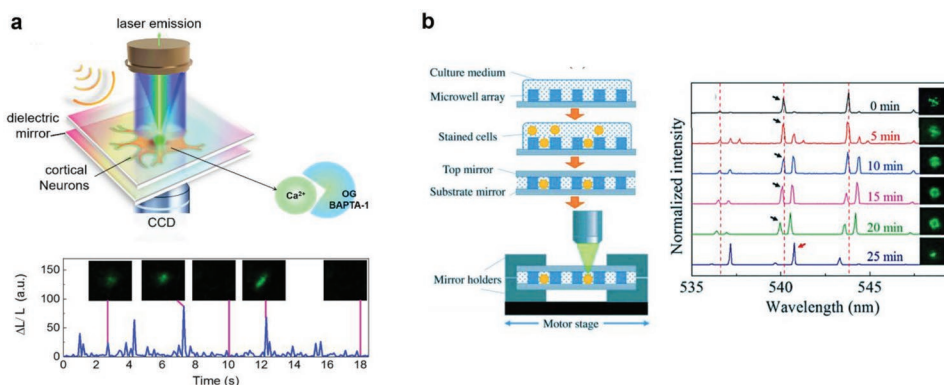 a
laser emission
dielectric
mirror
cortical
Neurons
CCD
Ca²⁺
OG
BAPTA-1
ΔL/ L (a.u.)
150
100
50
0
0 2 4 6 8 10 12 14 16 18
Time (s)
b
Culture medium
Microwell array
Stained cells
Top mirror
Substrate mirror
Mirror holders
Motor stage
Normalized intensity
0 min
5 min
10 min
15 min
20 min
25 min
535 540 545
Wavelength (nm)